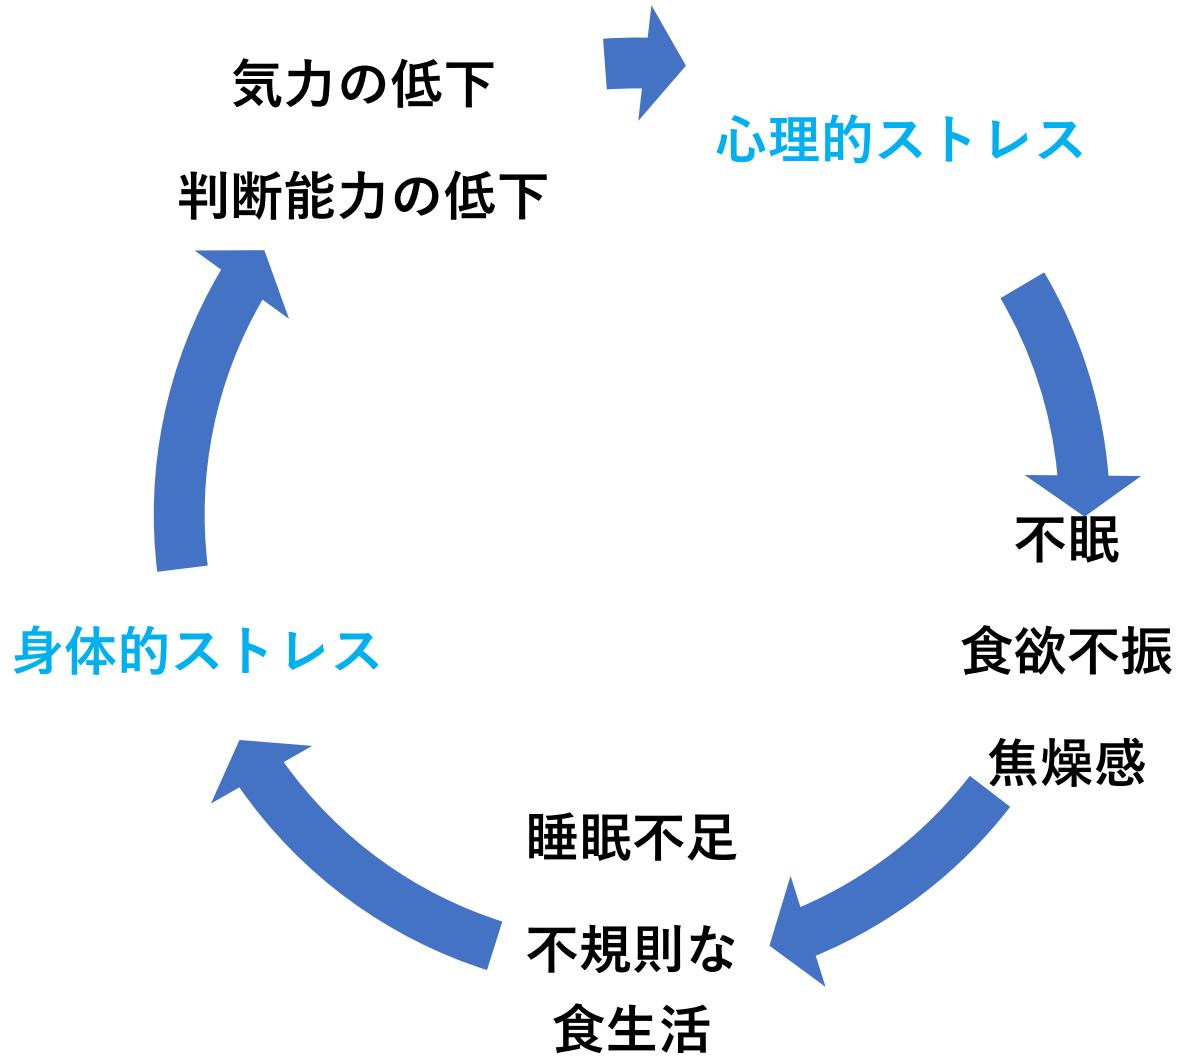 気力の低下
判断能力の低下
心理的ストレス
不眠
食欲不振
焦燥感
睡眠不足
不規則な
食生活
身体的ストレス